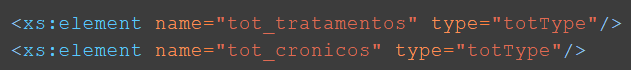 <xs:element name="tot_tratamentos" type="totType"/>
<xs:element name="tot_cronicos" type="totType"/>